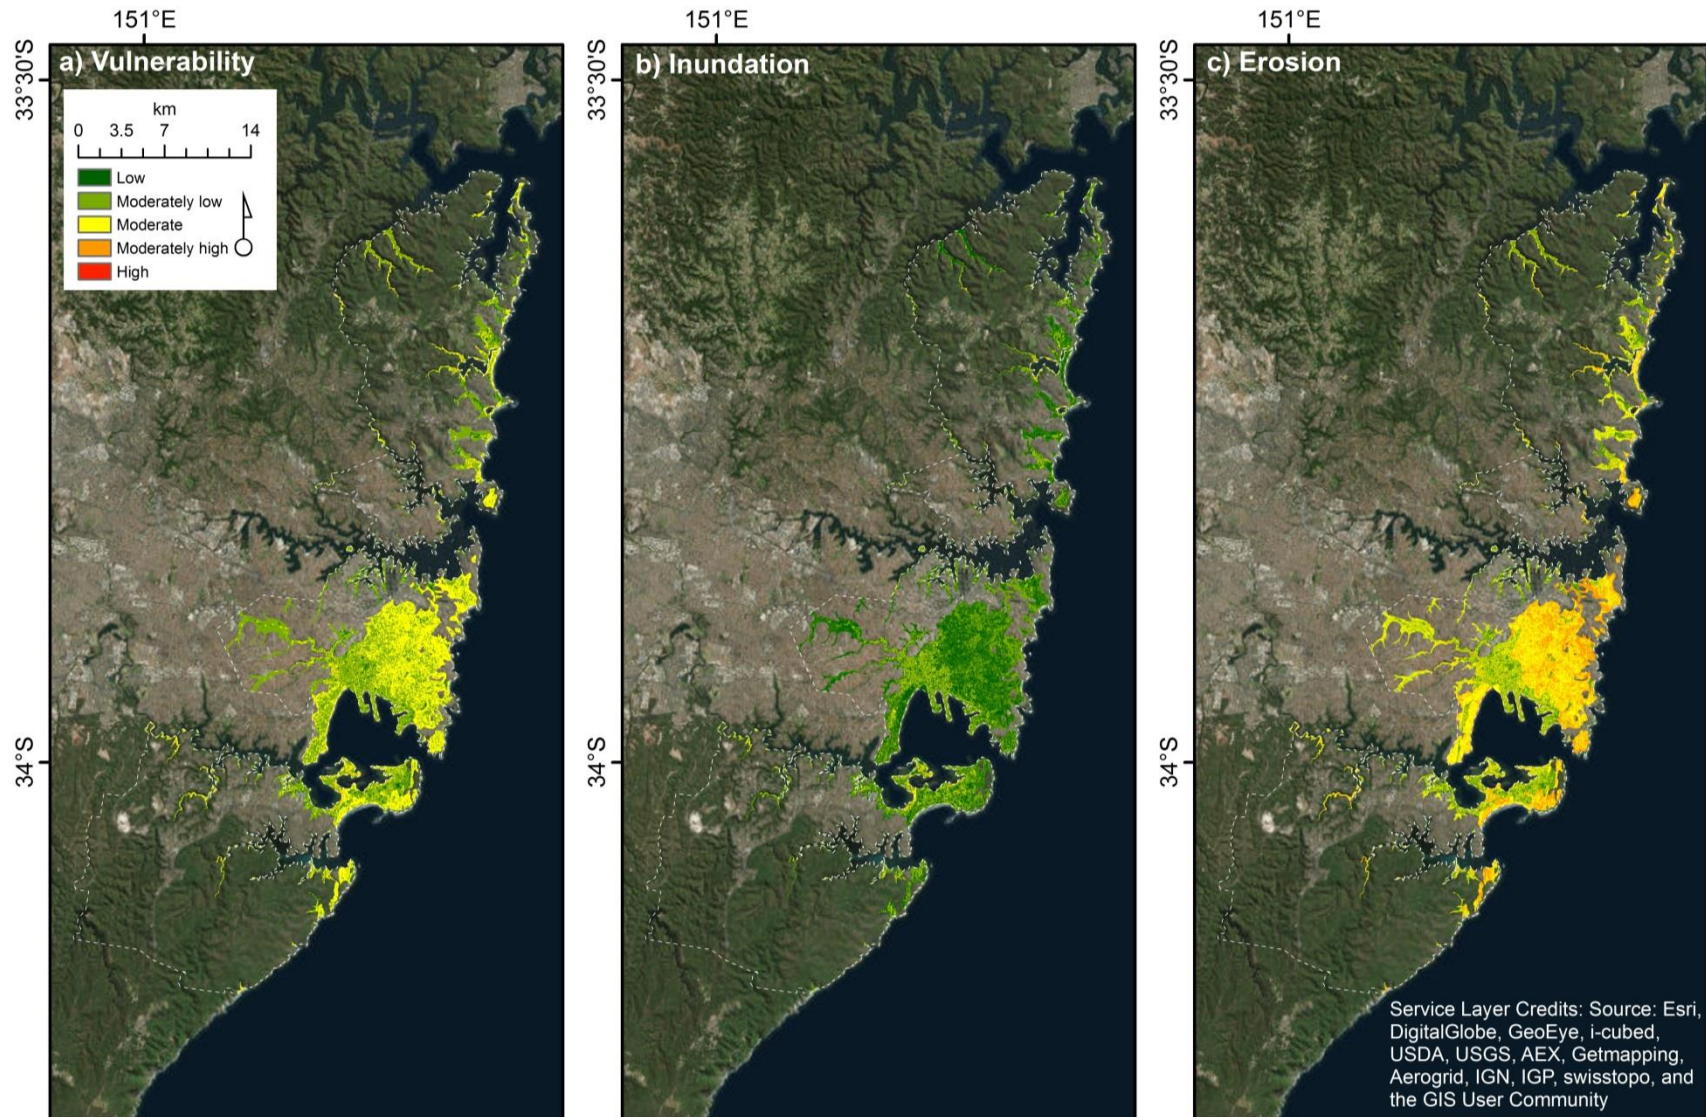 151°E
151°E
151°E
33°30'S
33°30'S
33°30'S
a) Vulnerability
b) Inundation
c) Erosion
km
0 3.5 7 14
Low
Moderately low
Moderate
Moderately high
High
34°S
34°S
34°S
Service Layer Credits: Source: Esri,
DigitalGlobe, GeoEye, i-cubed,
USDA, USGS, AEX, Getmapping,
Aerogrid, IGN, IGP, swisstopo, and
the GIS User Community